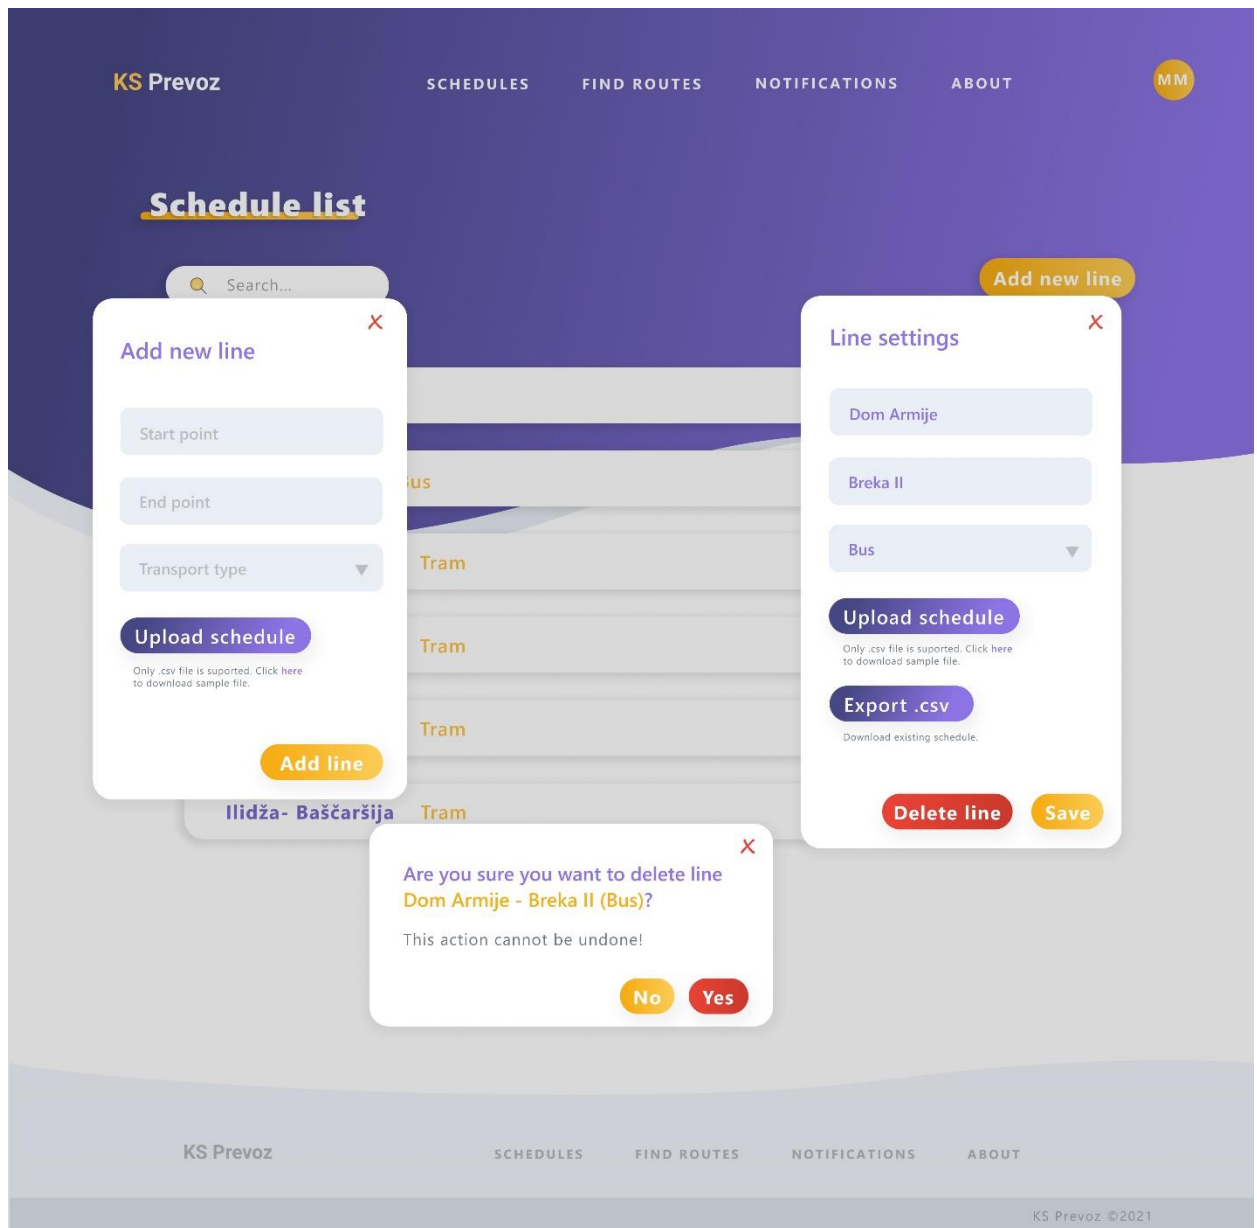 KS Prevoz
SCHEDULES
FIND ROUTES
NOTIFICATIONS
ABOUT
MM
Schedule list
Search...
Add new line
Add new line
X
Start point
End point
Transport type
Upload schedule
Only .csv file is suported. Click here
to download sample file.
Add line
Line settings
X
Dom Armije
Breka II
Bus
Upload schedule
Only .csv file is suported. Click here
to download sample file.
Export .csv
Download existing schedule.
Delete line
Save
Tram
Tram
Tram
Ilidža- Baščaršija
Tram
X
Are you sure you want to delete line
Dom Armije - Breka II (Bus)?
This action cannot be undone!
No
Yes
KS Prevoz
SCHEDULES
FIND ROUTES
NOTIFICATIONS
ABOUT
KS Prevoz ©2021